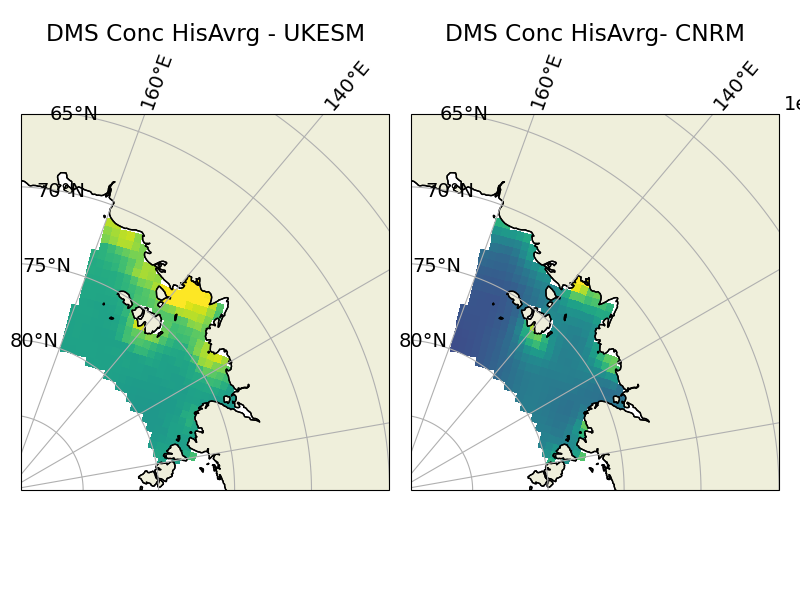 DMS Conc HisAvrg - UKESM
DMS Conc HisAvrg- CNRM
160°E
140°E
160°E
140°E
1e
65°N
65°N
70°N
70°N
75°N
75°N
80°N
80°N